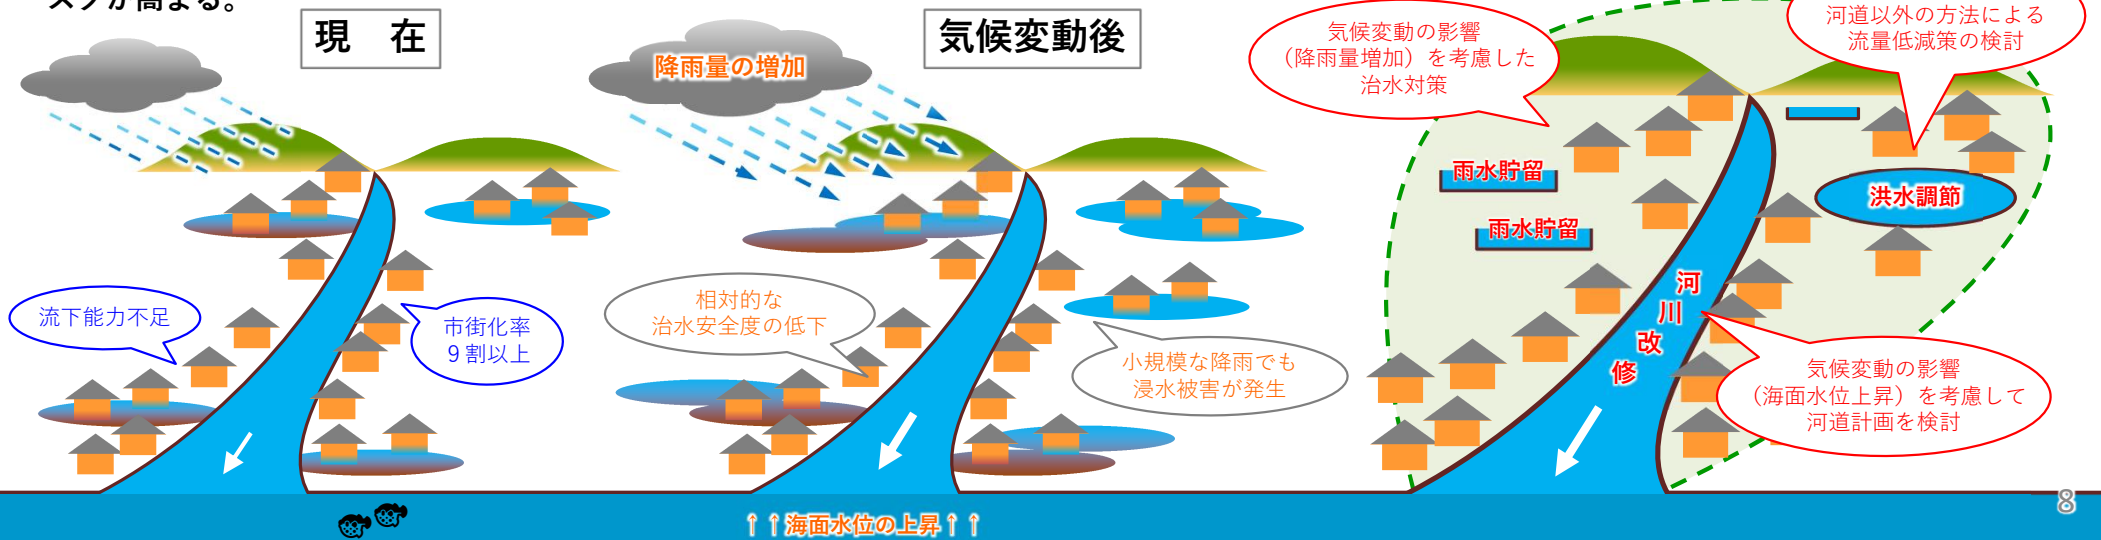 スクが高まる。
現　在
流下能力不足
市街化率
９割以上
気候変動後
降雨量の増加
相対的な
治水安全度の低下
小規模な降雨でも
浸水被害が発生
↑↑海面水位の上昇↑↑
気候変動の影響
（降雨量増加）を考慮した
治水対策
河道以外の方法による
流量低減策の検討
雨水貯留
雨水貯留
洪水調節
河川改修
気候変動の影響
（海面水位上昇）を考慮して
河道計画を検討
8